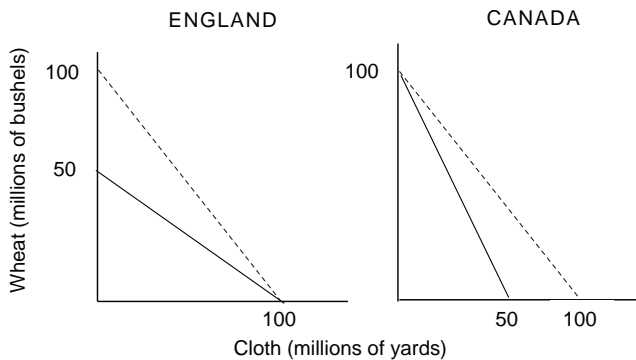 ENGLAND
CANADA
Wheat (millions of bushels)
100
50
100
100
50 100
Cloth (millions of yards)